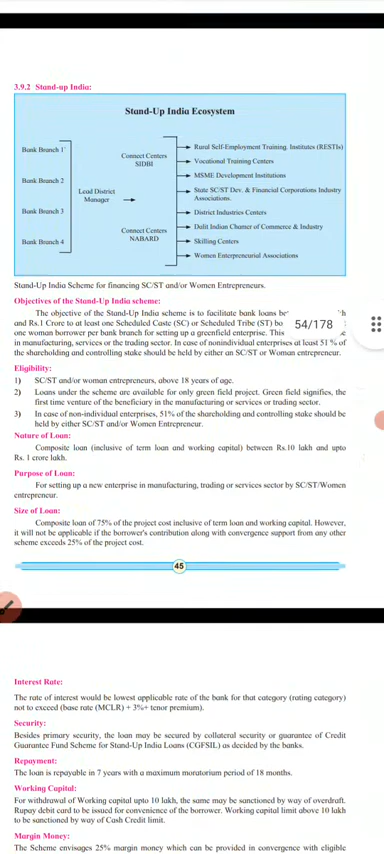 3.9.2 Stand-up India:
Stand-Up India Ecosystem
Bank Branch 1'
Bank Branch 2
Bank Branch 3
Bank Branch 4
Lead District
Manager
Connect Centers
SIDBI
Connect Centers
NABARD
Rural Self-Employment Training. Institutes (RESTIs)
Vocational Training Centers
MSME Development Institutions
State SC/ST Dev. & Financial Corporations Industry
Associations.
District Industries Centers
Dalit Indian Chamer of Commerce & Industry
Skilling Centers
Women Enterpreneurial Associations
Stand-Up India Scheme for financing SC/ST and/or Women Entrepreneurs.
Objectives of the Stand-Up India scheme:
The objective of the Stand-Up India scheme is to facilitate bank loans
and Rs.1 Crore to at least one Scheduled Caste (SC) or Scheduled Tribe (ST)
54/178
one woman borrower per bank branch for setting up a greenfield enterprise. This
in manufacturing, services or the trading sector. In case of nonindividual enterprises at least 51 % of
the shareholding and controlling stake should be held by either an SC/ST or Woman entrepreneur.
Eligibility:
1) SC/ST and/or woman entrepreneurs, above 18 years of age.
2) Loans under the scheme are available for only green field project. Green field signifies, the
first time venture of the beneficiary in the manufacturing or services or trading sector.
3) In case of non-individual enterprises, 51% of the shareholding and controlling stake should be
held by either SC/ST and/or Women Entrepreneur.
Nature of Loan:
Composite loan (inclusive of term loan and working capital) between Rs.10 lakh and upto
Rs. 1 crore lakh.
Purpose of Loan:
For setting up a new enterprise in manufacturing, trading or services sector by SC/ST/Women
entrepreneur.
Size of Loan:
Composite loan of 75% of the project cost inclusive of term loan and working capital. However,
it will not be applicable if the borrower's contribution along with convergence support from any other
scheme exceeds 25% of the project cost.
45
Interest Rate:
The rate of interest would be lowest applicable rate of the bank for that category (rating category)
not to exceed (base rate (MCLR) + 3%+ tenor premium).
Security:
Besides primary security, the loan may be secured by collateral security or guarantee of Credit
Guarantee Fund Scheme for Stand-Up India Loans (CGFSIL) as decided by the banks.
Repayment:
The loan is repayable in 7 years with a maximum moratorium period of 18 months.
Working Capital:
For withdrawal of Working capital upto 10 lakh, the same may be sanctioned by way of overdraft.
Rupay debit card to be issued for convenience of the borrower. Working capital limit above 10 lakh
to be sanctioned by way of Cash Credit limit.
Margin Money:
The Scheme envisages 25% margin money which can be provided in convergence with eligible